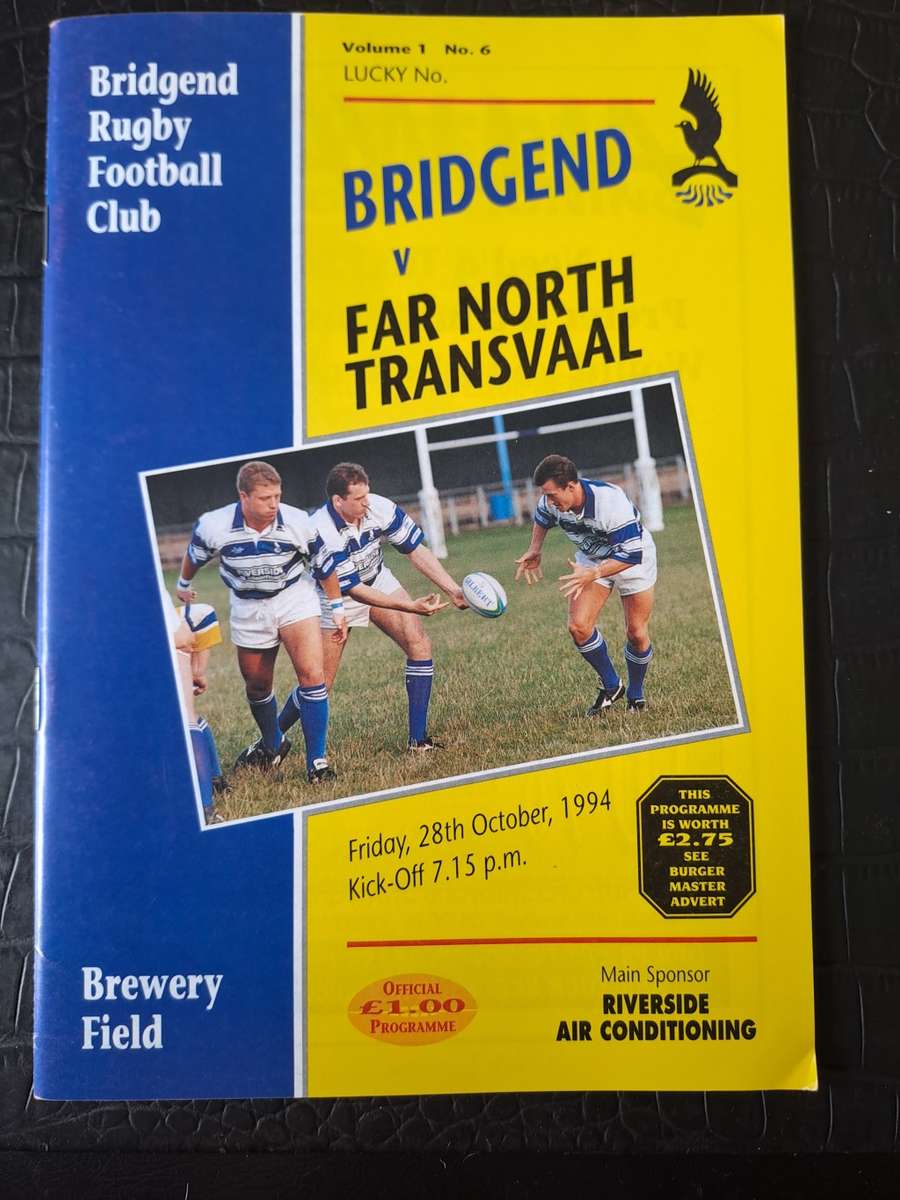 Bridgend
Rugby
Football
Club
Volume 1 No. 6
LUCKY No.
BRIDGEND
v
FAR NORTH
TRANSVAAL
Friday, 28th October, 1994
Kick-Off 7.15 p.m.
THIS
PROGRAMME
IS WORTH
£2.75
SEE
BURGER
MASTER
ADVERT
Brewery
Field
OFFICIAL
£1.00
PROGRAMME
Main Sponsor
RIVERSIDE
AIR CONDITIONING